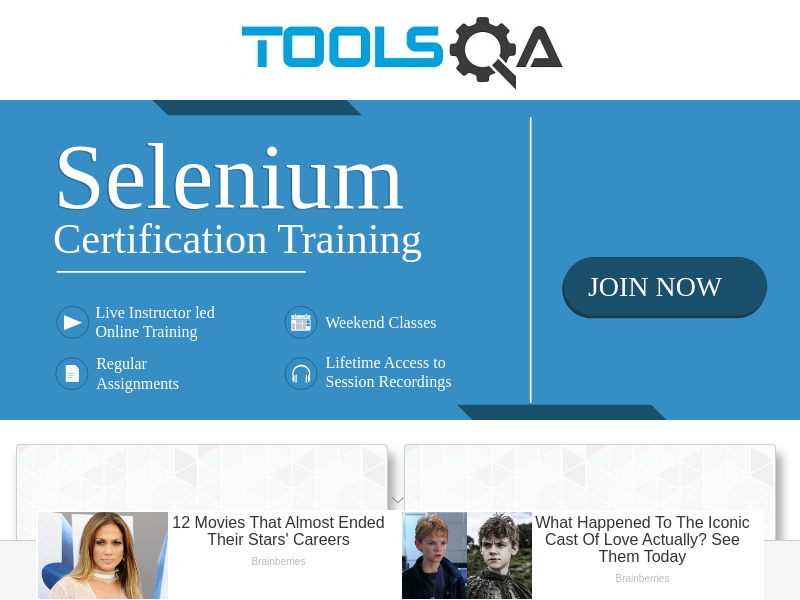 TOOLSQA
Selenium
Certification Training
JOIN NOW
Live Instructor led
Online Training
Weekend Classes
Regular
Assignments
Lifetime Access to
Session Recordings
12 Movies That Almost Ended
Their Stars' Careers
Brainberries
What Happened To The Iconic
Cast Of Love Actually? See
Them Today
Brainberries